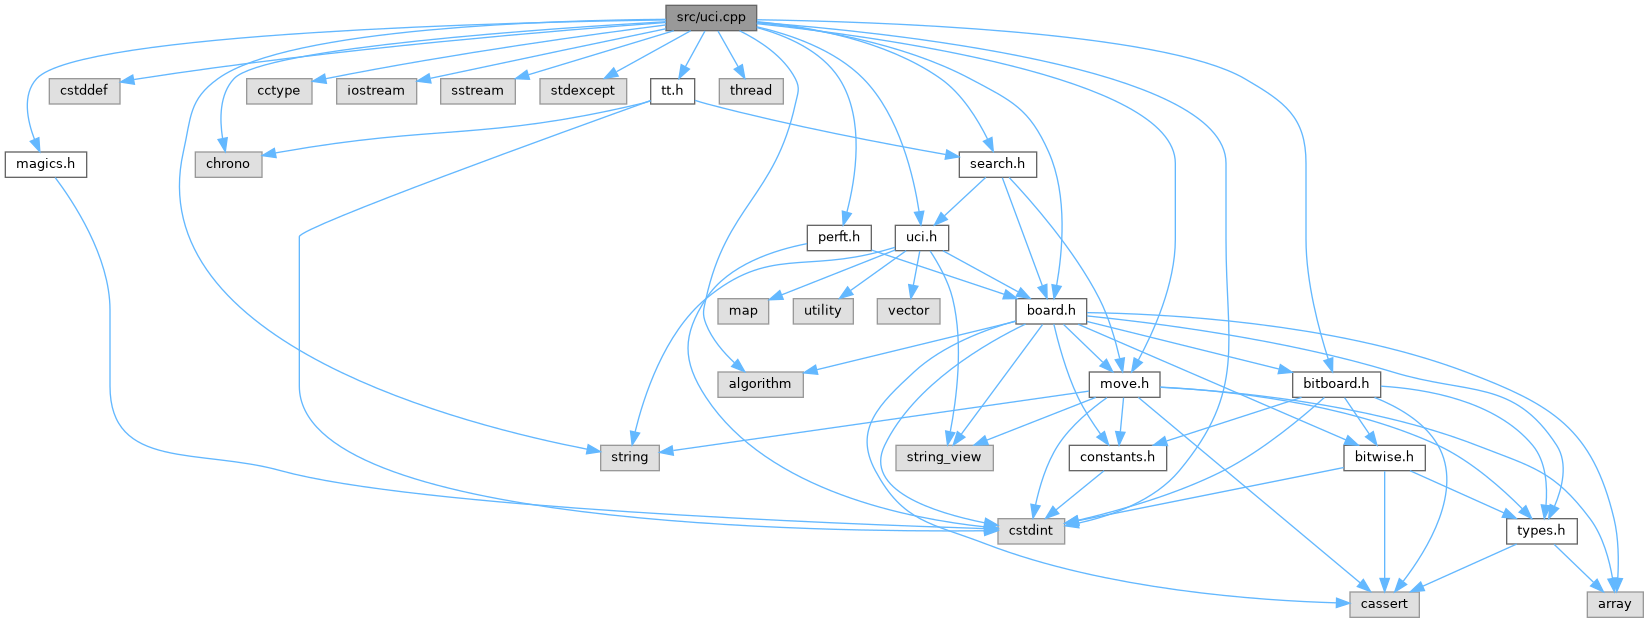 src/uci.cpp
cstddef
cctype
iostream
sstream
stdexcept
tt.h
thread
magics.h
chrono
search.h
perft.h
uci.h
map
utility
vector
board.h
algorithm
move.h
bitboard.h
string
string_view
constants.h
bitwise.h
cstdint
types.h
cassert
array